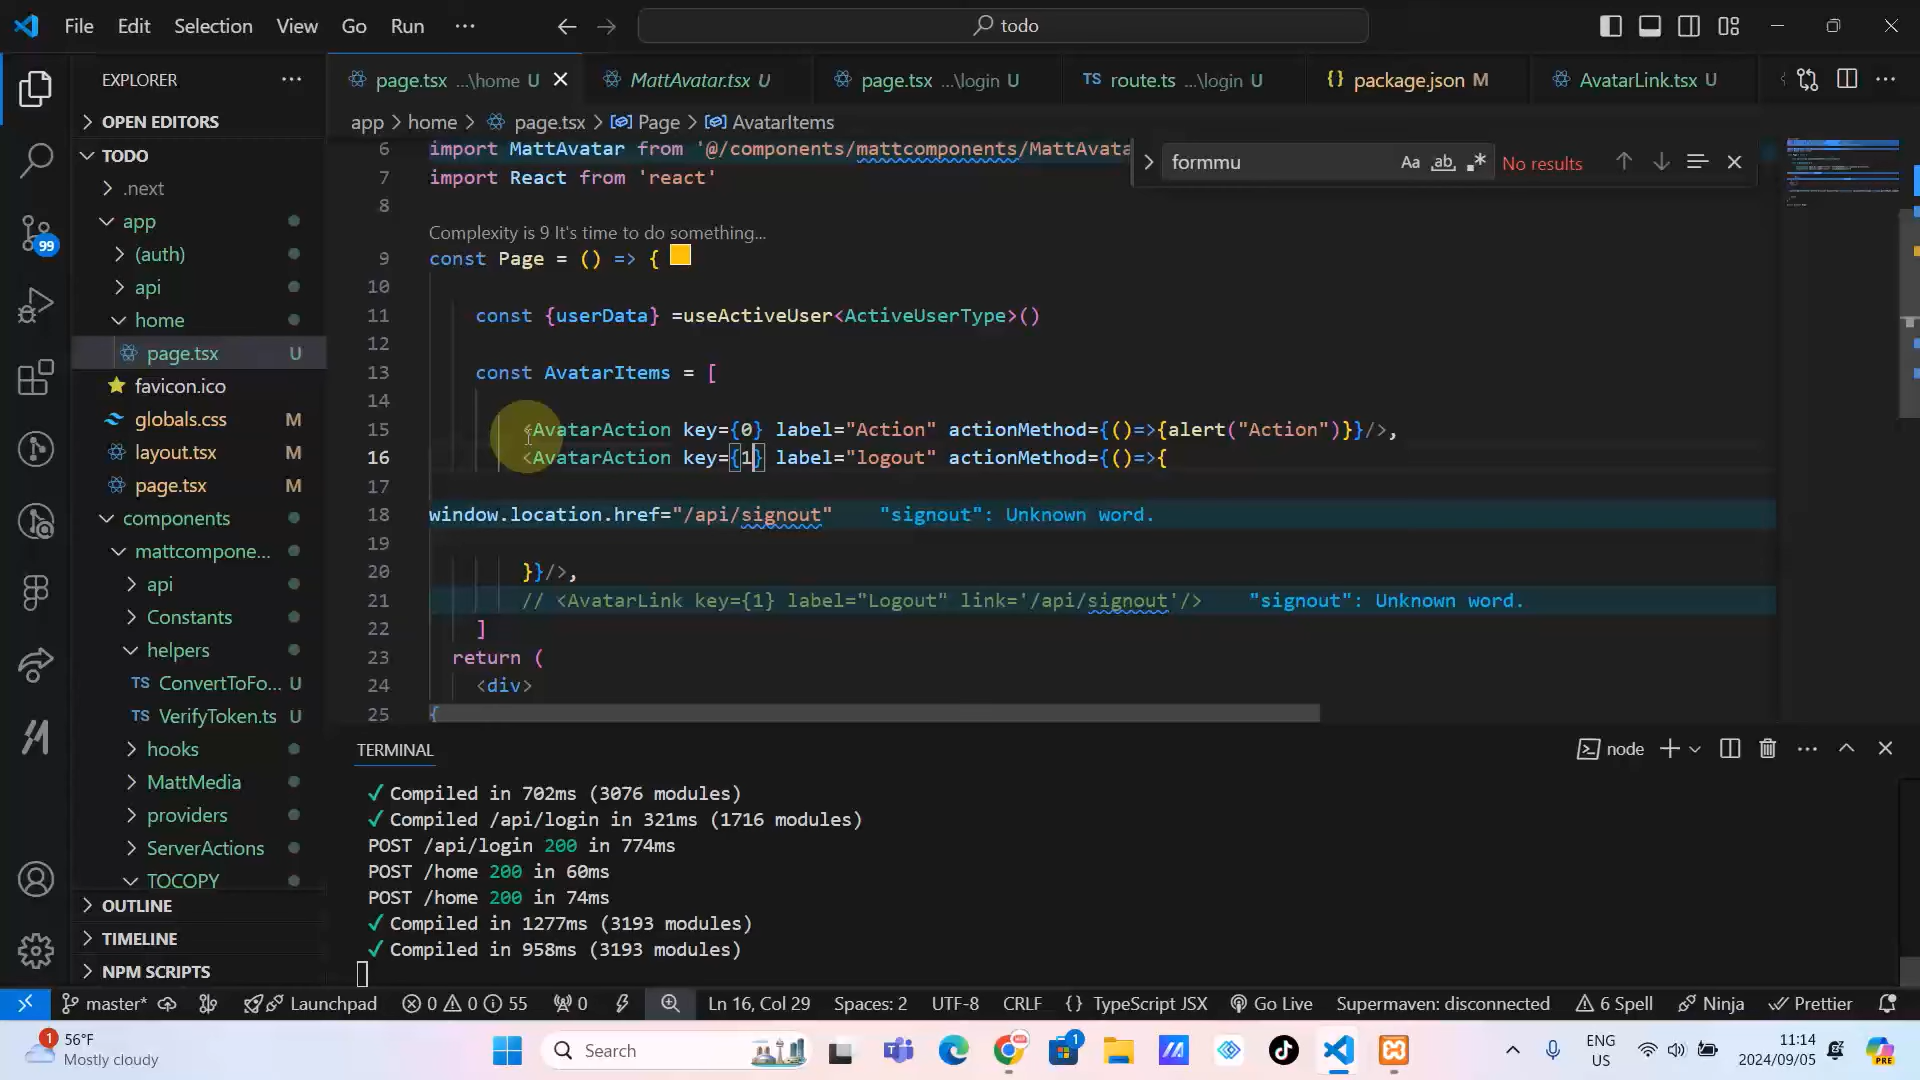 File Edit Selection View Go Run ··· todo
EXPLORER
page.tsx ...\home U
MattAvatar.tsx U
page.tsx ...\login U
TS route.ts ...\login U
{} package.json M
AvatarLink.tsx U
OPEN EDITORS
TODO
.next
app
(auth)
api
home
page.tsx U
favicon.ico
globals.css M
layout.tsx M
page.tsx M
components
mattcompone...
api
Constants
helpers
TS ConvertToFo... U
TS VerifyToken.ts U
hooks
MattMedia
providers
ServerActions
TOCOPY
OUTLINE
TIMELINE
NPM SCRIPTS
99
app > home > page.tsx > Page > AvatarItems
formmu Aa ab No results
6 import MattAvatar from '@/components/mattcomponents/MattAvata
7 import React from 'react'
8
Complexity is 9 It's time to do something...
9 const Page = () => {
10
11 const {userData} =useActiveUser<ActiveUserType>()
12
13 const AvatarItems = [
14
15 <AvatarAction key={0} label="Action" actionMethod={()=>{alert("Action")}}/>,
16 <AvatarAction key={1} label="logout" actionMethod={()=>{
17
18 window.location.href="/api/signout" "signout": Unknown word.
19
20 }}/>,
21 // <AvatarLink key={1} label="Logout" link='/api/signout'/> "signout": Unknown word.
22 ]
23 return (
24 <div>
25 {
TERMINAL
node
✓ Compiled in 702ms (3076 modules)
✓ Compiled /api/login in 321ms (1716 modules)
POST /api/login 200 in 774ms
POST /home 200 in 60ms
POST /home 200 in 74ms
✓ Compiled in 1277ms (3193 modules)
✓ Compiled in 958ms (3193 modules)
master* Launchpad 0 0 55 0 Ln 16, Col 29 Spaces: 2 UTF-8 CRLF {} TypeScript JSX Go Live Supermaven: disconnected 6 Spell Ninja Prettier
1
56°F
Mostly cloudy
Search
1
ENG
US
11:14
2024/09/05
PRE